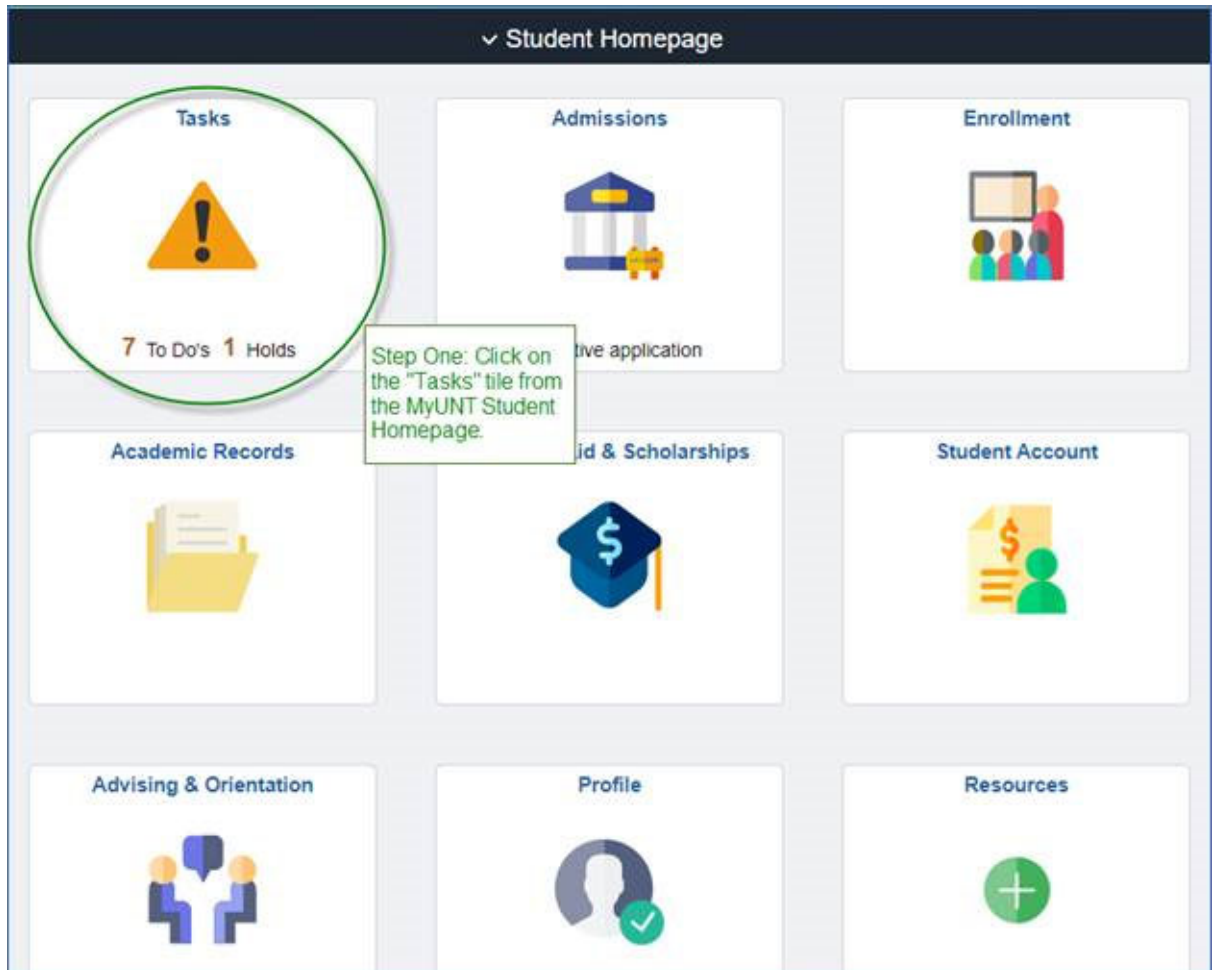 Student Homepage
Tasks
Admissions
Enrollment
7 To Do's 1 Holds
tive application
Step One: Click on
the "Tasks" tile from
the MyUNT Student
Homepage.
Academic Records
id & Scholarships
Student Account
Advising & Orientation
Profile
Resources